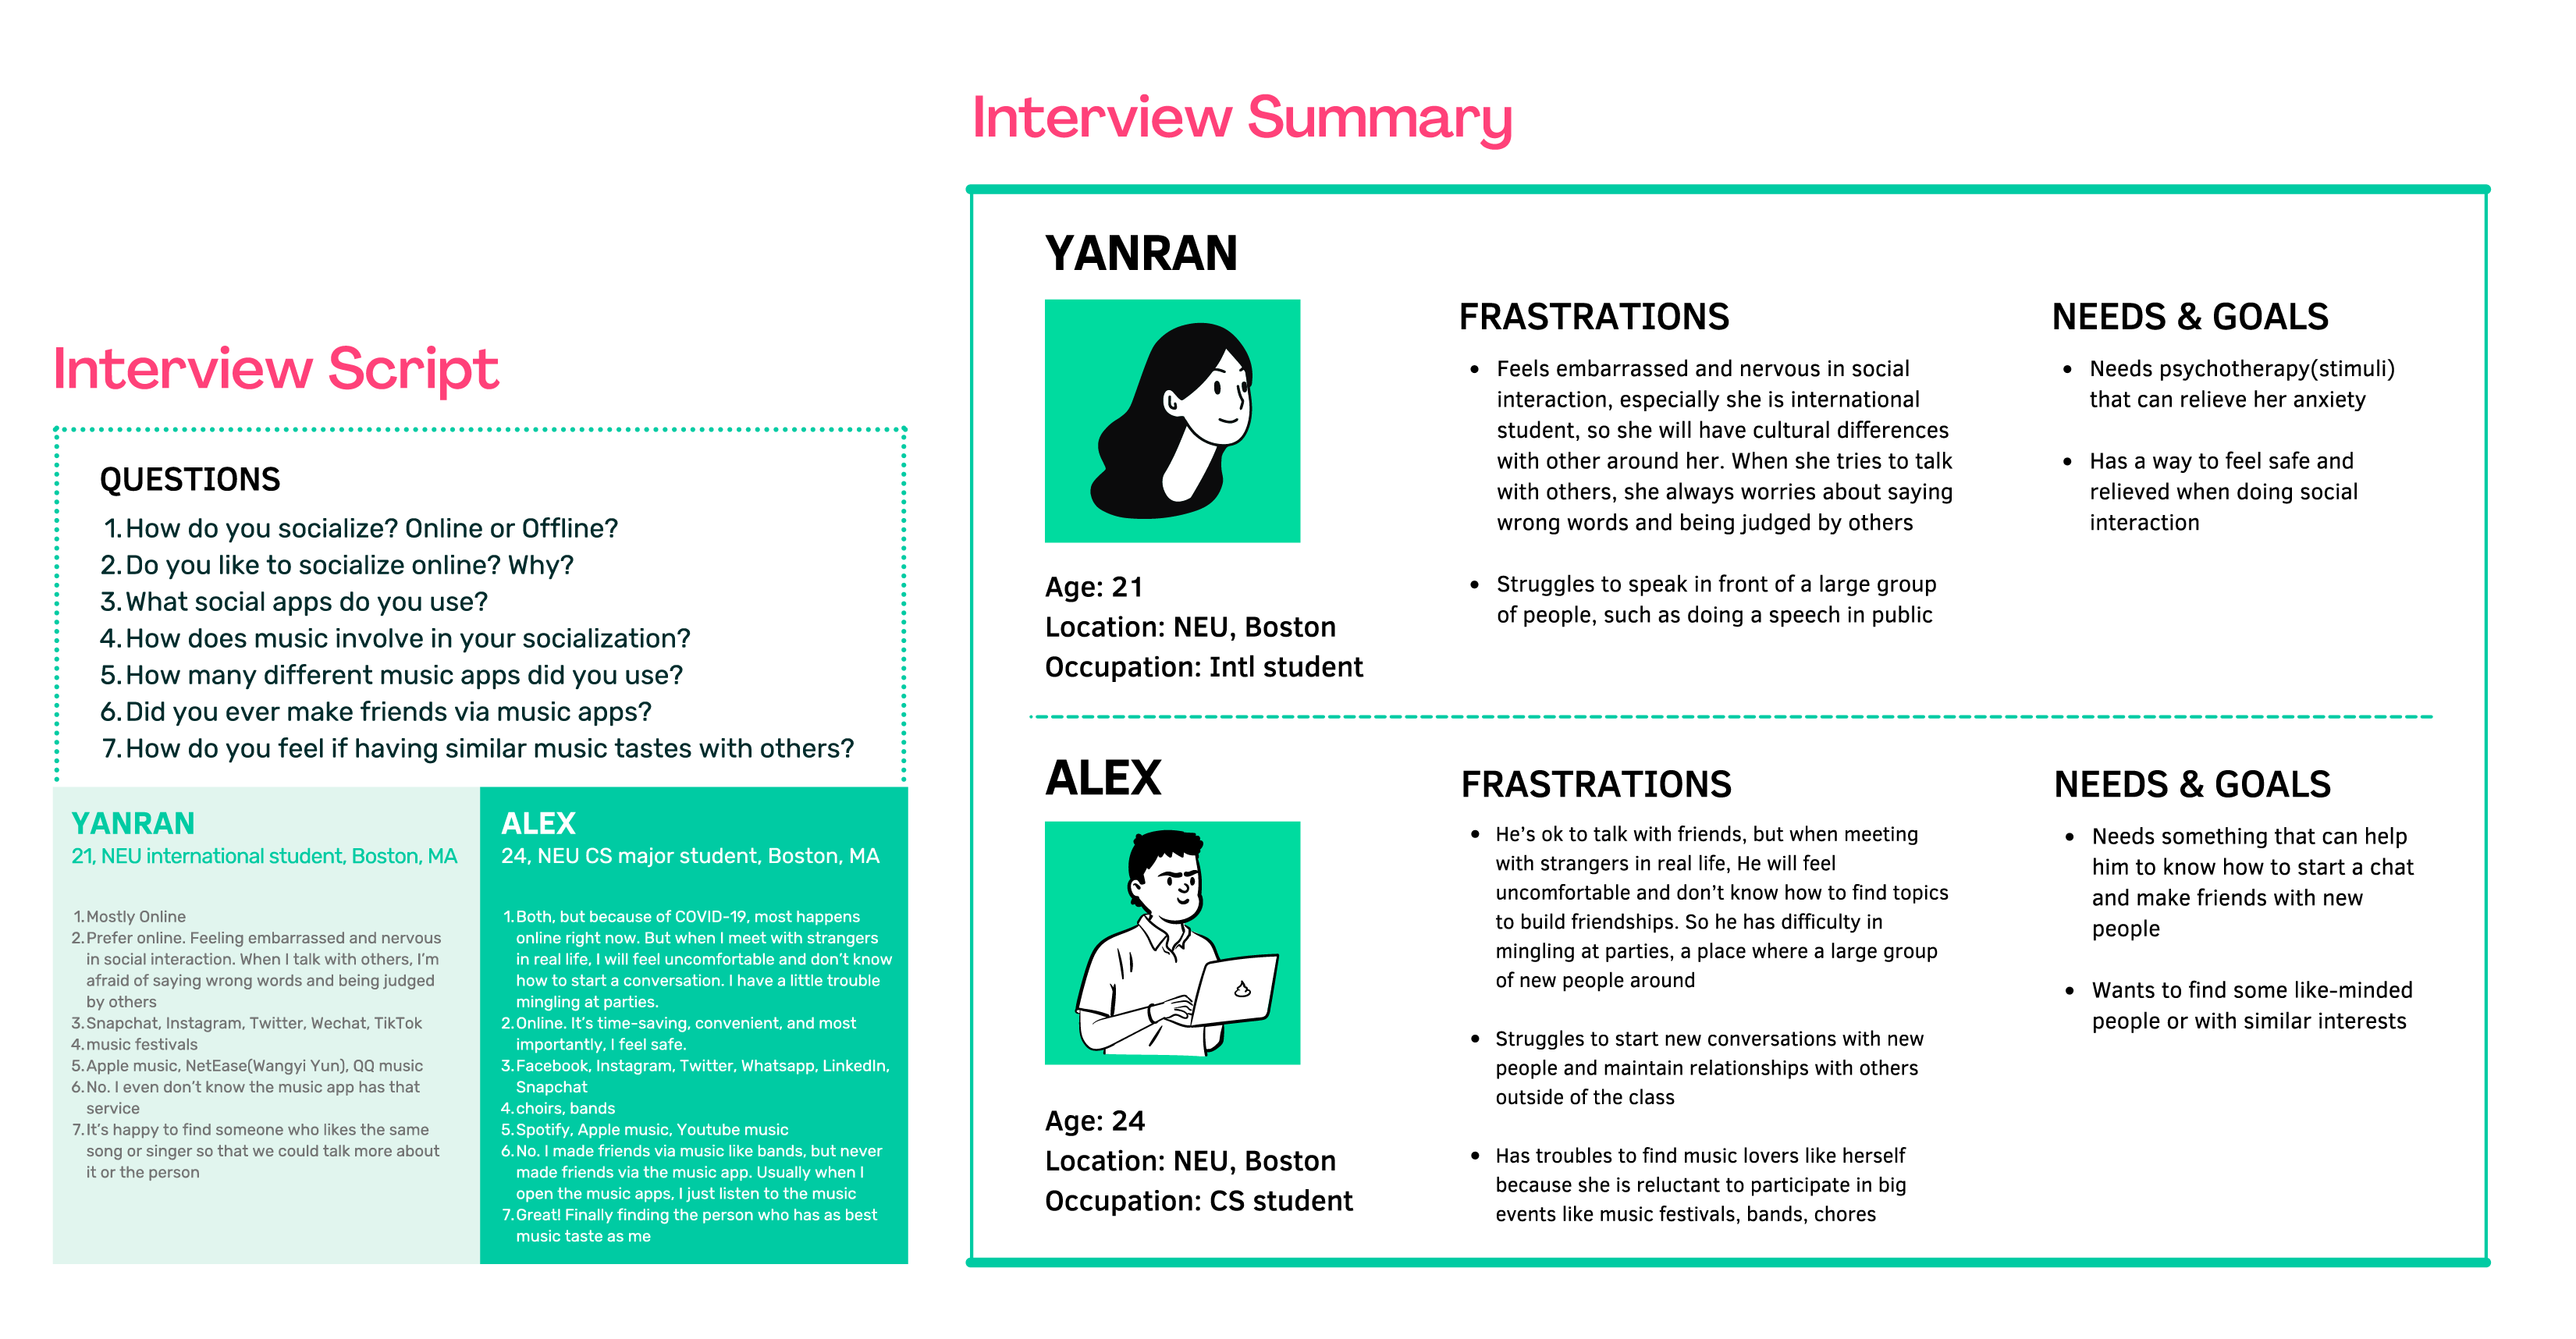 Interview Script
QUESTIONS
1. How do you socialize? Online or Offline?
2. Do you like to socialize online? Why?
3. What social apps do you use?
4. How does music involve in your socialization?
5. How many different music apps did you use?
6. Did you ever make friends via music apps?
7. How do you feel if having similar music tastes with others?
YANRAN
21, NEU international student, Boston, MA
1. Mostly Online
2. Prefer online. Feeling embarrassed and nervous
in social interaction. When I talk with others, I'm
afraid of saying wrong words and being judged
by others
3. Snapchat, Instagram, Twitter, Wechat, TikTok
4. music festivals
5. Apple music, NetEase(Wangyi Yun), QQ music
6. No. I even don't know the music app has that
service
7. It's happy to find someone who likes the same
song or singer so that we could talk more about
it or the person
ALEX
24, NEU CS major student, Boston, MA
1. Both, but because of COVID-19, most happens
online right now. But when I meet with strangers
in real life, I will feel uncomfortable and don't know
how to start a conversation. I have a little trouble
mingling at parties.
2. Online. It's time-saving, convenient, and most
importantly, I feel safe.
3. Facebook, Instagram, Twitter, Whatsapp, LinkedIn,
Snapchat
4. choirs, bands
5. Spotify, Apple music, Youtube music
6. No. I made friends via music like bands, but never
made friends via the music app. Usually when I
open the music apps, I just listen to the music
7. Great! Finally finding the person who has as best
music taste as me
Interview Summary
YANRAN
Age: 21
Location: NEU, Boston
Occupation: Intl student
FRASTRATIONS
• Feels embarrassed and nervous in social
interaction, especially she is international
student, so she will have cultural differences
with other around her. When she tries to talk
with others, she always worries about saying
wrong words and being judged by others
• Struggles to speak in front of a large group
of people, such as doing a speech in public
NEEDS & GOALS
• Needs psychotherapy(stimuli)
that can relieve her anxiety
• Has a way to feel safe and
relieved when doing social
interaction
ALEX
Age: 24
Location: NEU, Boston
Occupation: CS student
FRASTRATIONS
• He's ok to talk with friends, but when meeting
with strangers in real life, He will feel
uncomfortable and don't know how to find topics
to build friendships. So he has difficulty in
mingling at parties, a place where a large group
of new people around
• Struggles to start new conversations with new
people and maintain relationships with others
outside of the class
• Has troubles to find music lovers like herself
because she is reluctant to participate in big
events like music festivals, bands, chores
NEEDS & GOALS
• Needs something that can help
him to know how to start a chat
and make friends with new
people
• Wants to find some like-minded
people or with similar interests